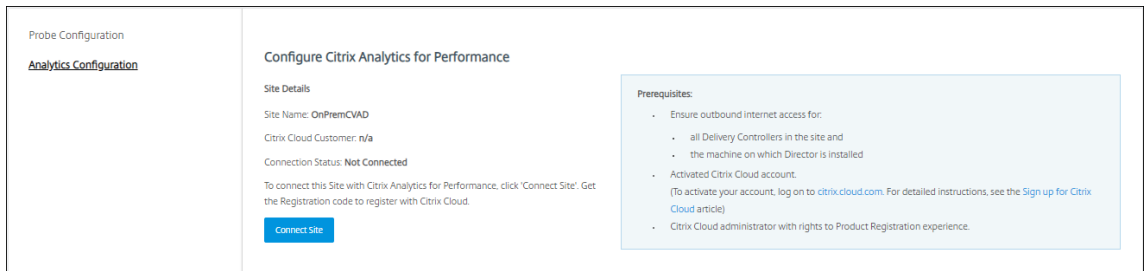 Probe Configuration
Analytics Configuration
Configure Citrix Analytics for Performance
Site Details
Site Name: OnPremCVAD
Citrix Cloud Customer: n/a
Connection Status: Not Connected
To connect this Site with Citrix Analytics for Performance, click 'Connect Site'. Get
the Registration code to register with Citrix Cloud.
Connect Site
Prerequisites:
• Ensure outbound internet access for:
• all Delivery Controllers in the site and
• the machine on which Director is installed
• Activated Citrix Cloud account.
(To activate your account, log on to citrix.cloud.com. For detailed instructions, see the Sign up for Citrix
Cloud article)
• Citrix Cloud administrator with rights to Product Registration experience.